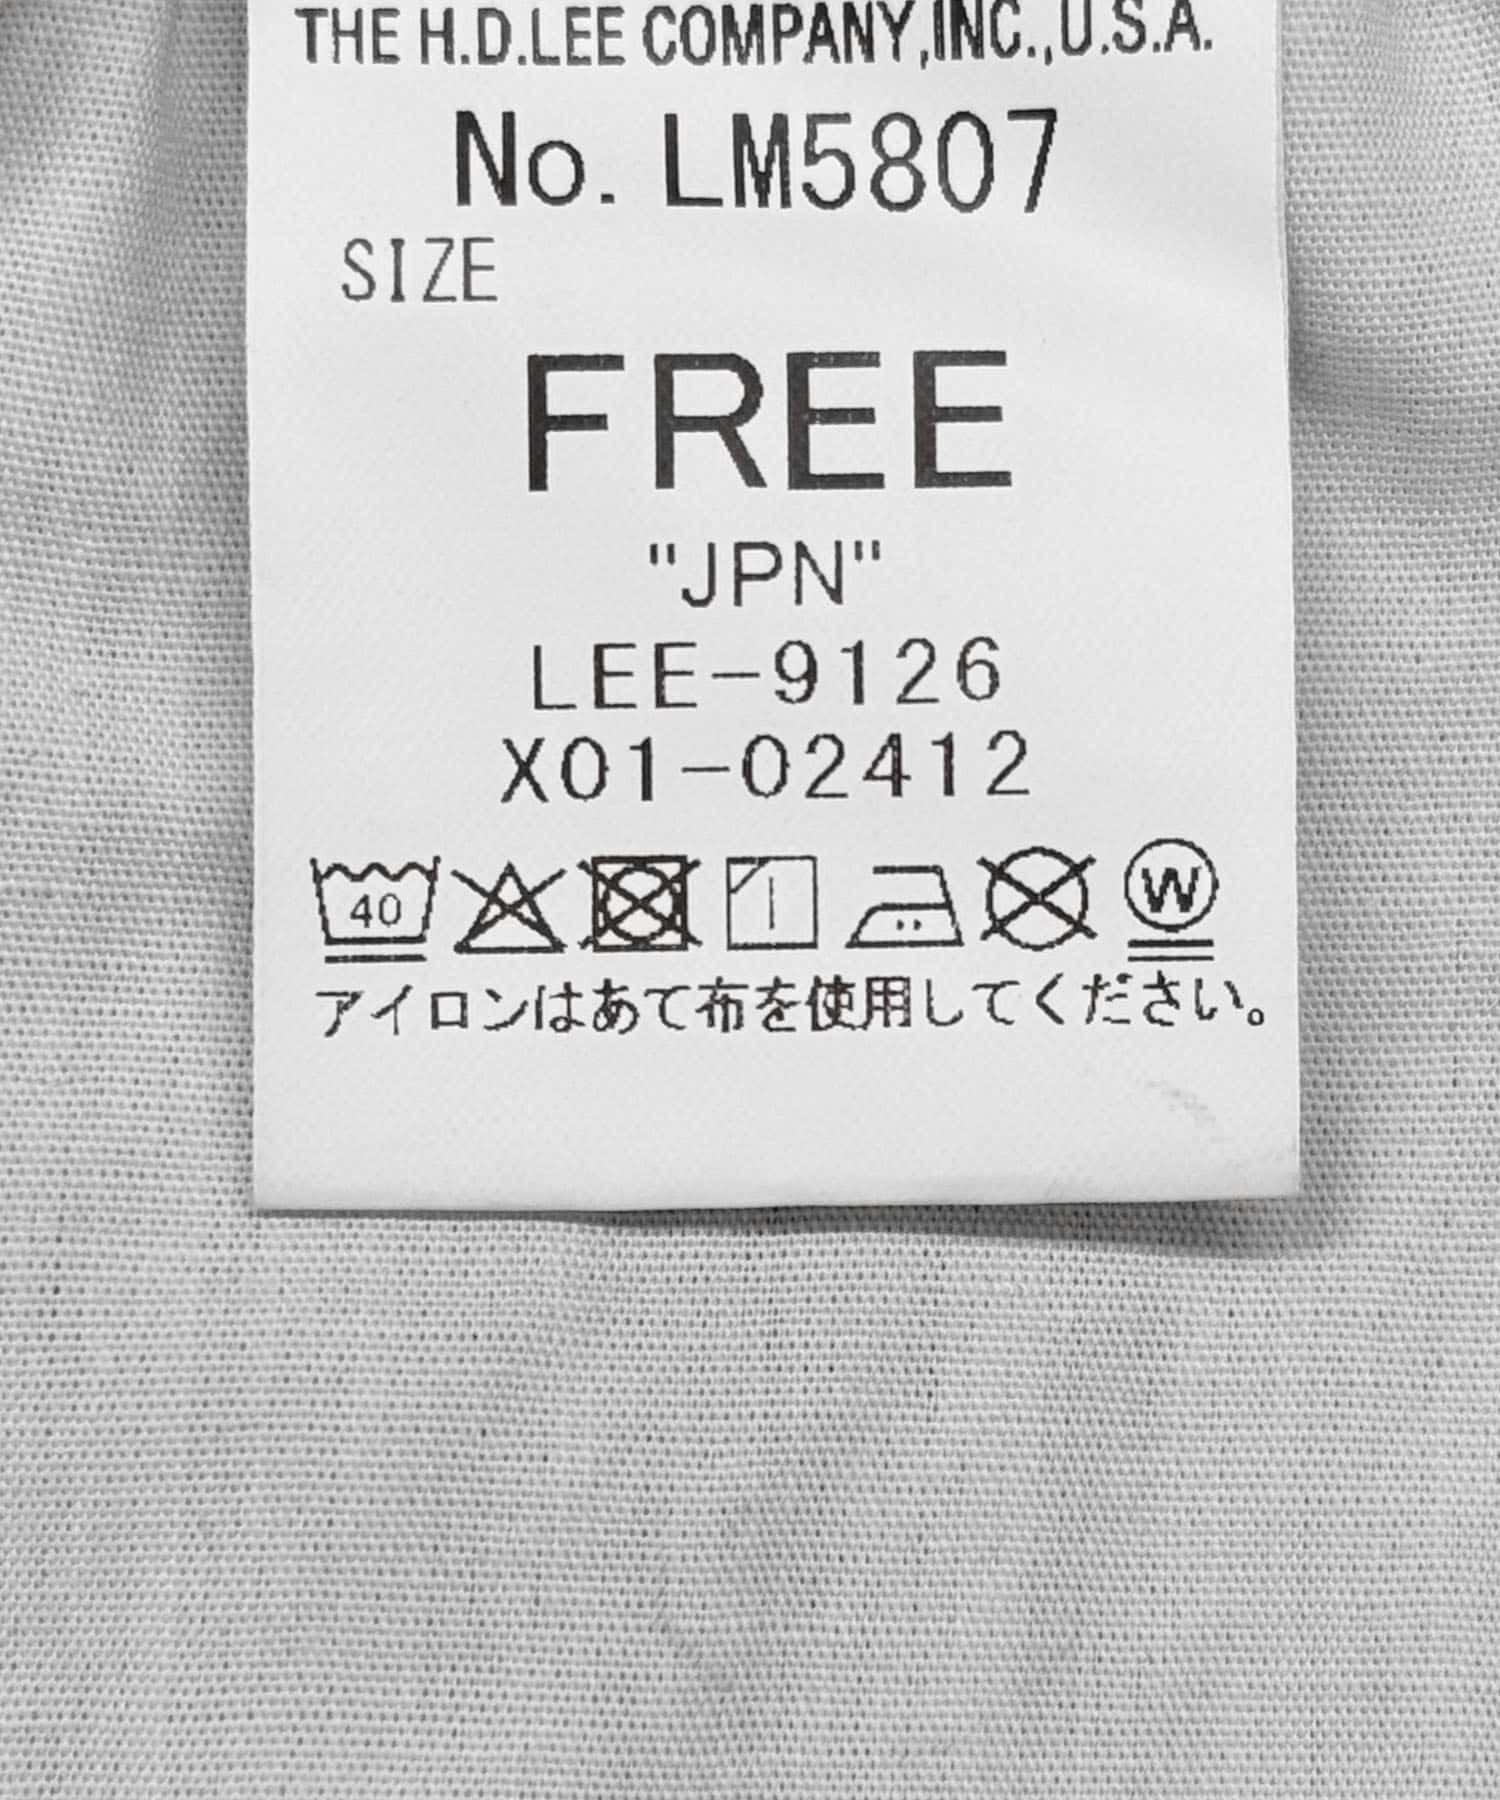 THE H.D.LEE COMPANY,INC.,U.S.A.
No. LM5807
SIZE
FREE
"JPN"
LEE-9126
X01-02412
40 W
アイロンはあて布を使用してください。